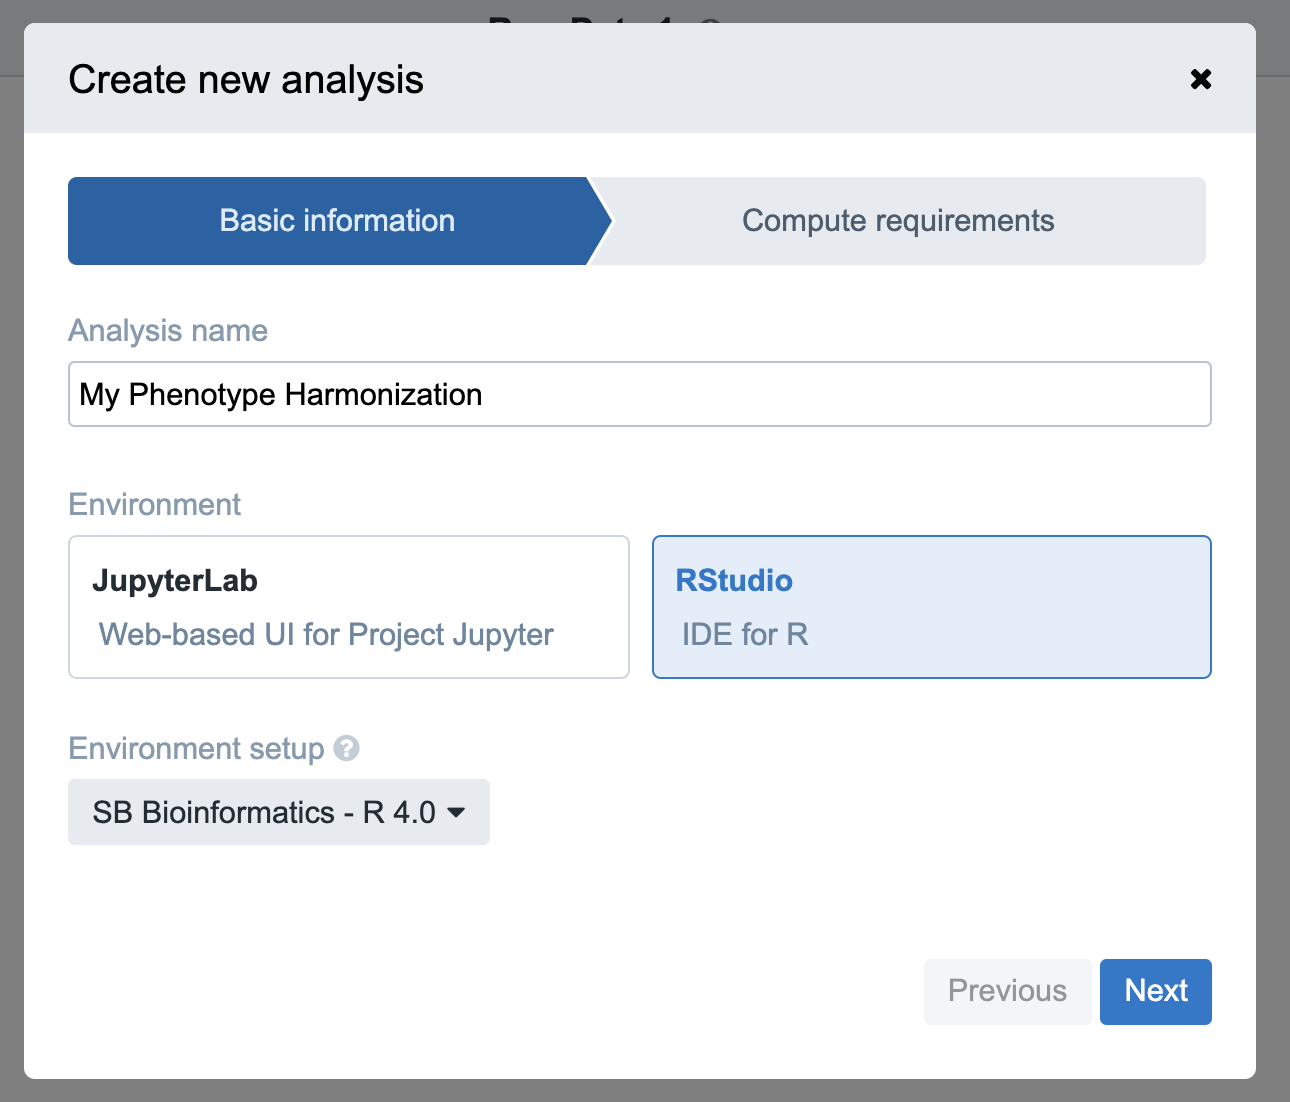 Create new analysis
Basic information
Compute requirements
Analysis name
My Phenotype Harmonization
Environment
JupyterLab
Web-based UI for Project Jupyter
RStudio
IDE for R
Environment setup
SB Bioinformatics - R 4.0
Previous
Next